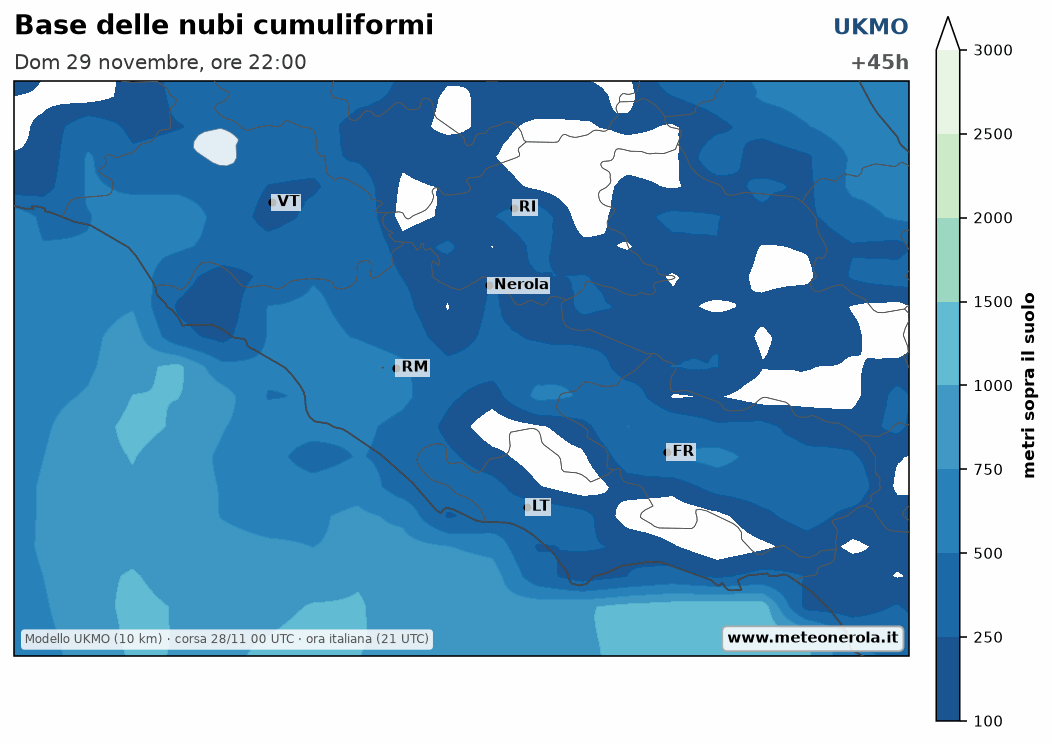 Base delle nubi cumuliformi
UKMO
Dom 29 novembre, ore 22:00
+45h
3000
2500
2000
1500
1000
750
500
250
100
metri sopra il suolo
VT
RI
Nerola
RM
FR
LT
Modello UKMO (10 km) · corsa 28/11 00 UTC · ora italiana (21 UTC)
www.meteonerola.it